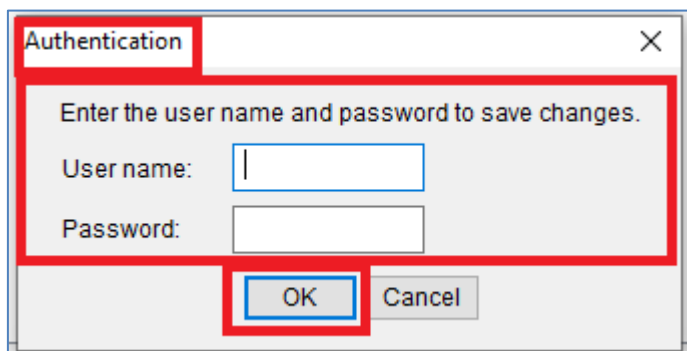 Authentication
Enter the user name and password to save changes.
User name:
Password:
OK Cancel